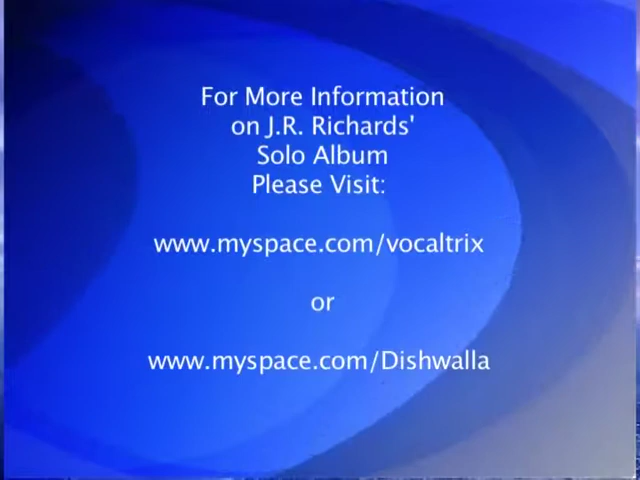 For More Information
on J.R. Richards'
Solo Album
Please Visit:
www.myspace.com/vocaltrix
or
www.myspace.com/Dishwalla